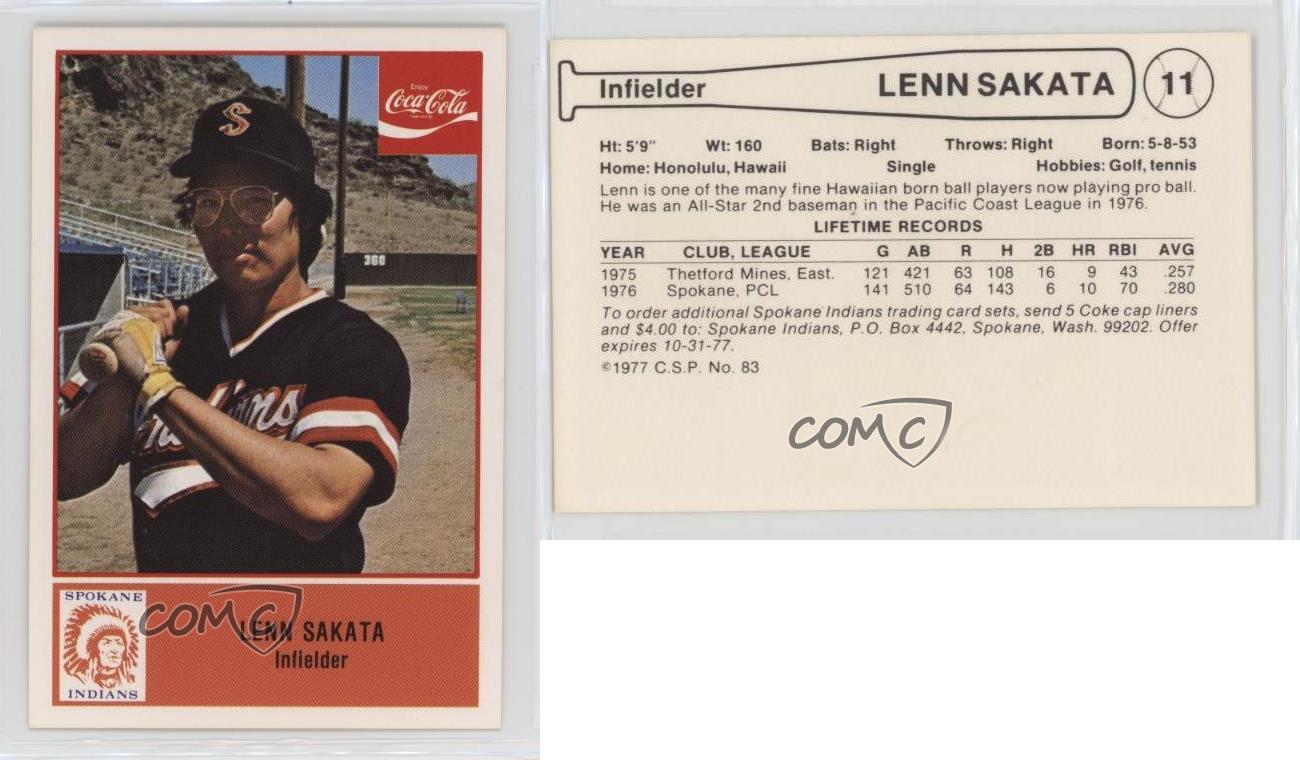 Enjoy
Coca-Cola
S
360
Indians
SPOKANE
INDIANS
LENN SAKATA
Infielder
COMC
Infielder LENN SAKATA 11
Ht: 5'9" Wt: 160 Bats: Right Throws: Right Born: 5-8-53
Home: Honolulu, Hawaii Single Hobbies: Golf, tennis
Lenn is one of the many fine Hawaiian born ball players now playing pro ball.
He was an All-Star 2nd baseman in the Pacific Coast League in 1976.
LIFETIME RECORDS
YEAR CLUB, LEAGUE G AB R H 2B HR RBI AVG
1975 Thetford Mines, East. 121 421 63 108 16 9 43 .257
1976 Spokane, PCL 141 510 64 143 6 10 70 .280
To order additional Spokane Indians trading card sets, send 5 Coke cap liners
and $4.00 to: Spokane Indians, P.O. Box 4442, Spokane, Wash. 99202. Offer
expires 10-31-77.
©1977 C.S.P. No. 83
COMC